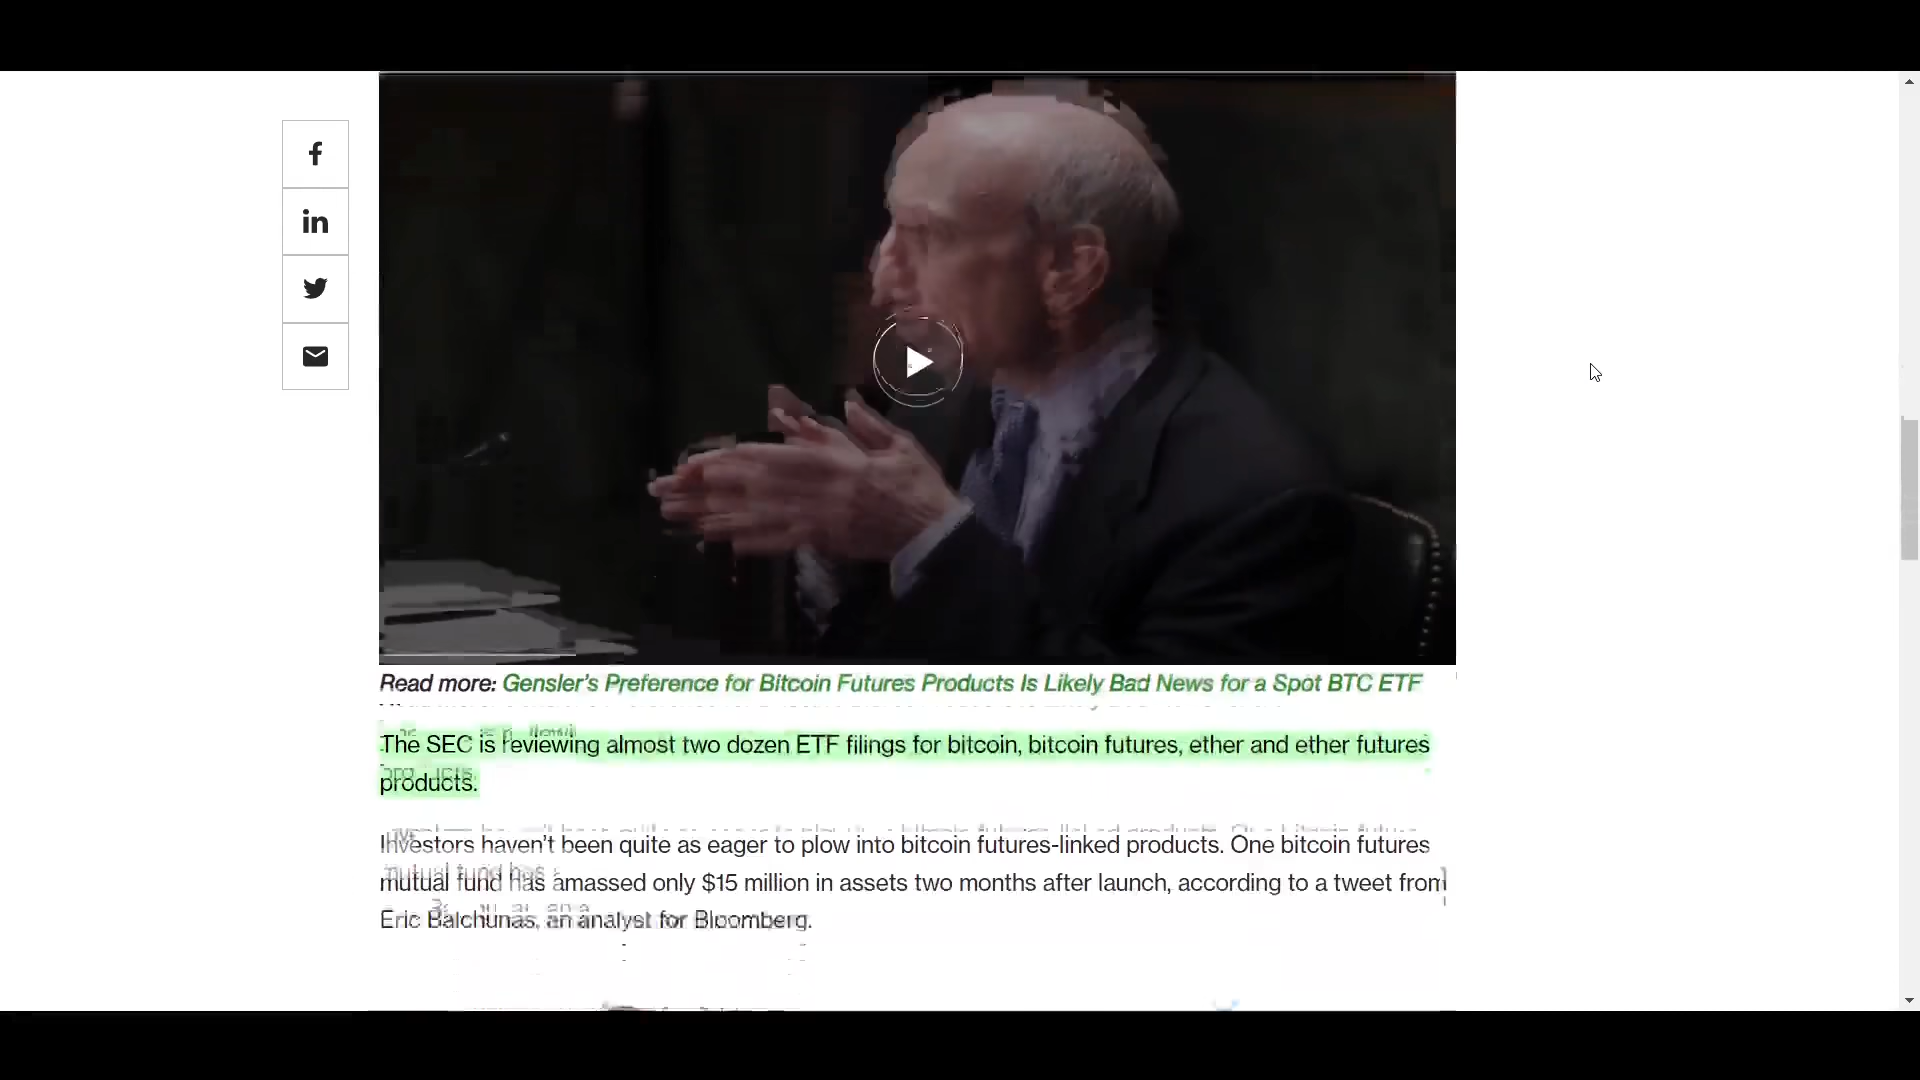 f
in
Read more: Gensler's Preference for Bitcoin Futures Products Is Likely Bad News for a Spot BTC ETF
The SEC is reviewing almost two dozen ETF filings for bitcoin, bitcoin futures, ether and ether futures
products.
Investors haven't been quite as eager to plow into bitcoin futures-linked products. One bitcoin futures
mutual fund has amassed only $15 million in assets two months after launch, according to a tweet from
Eric Balchunas, an analyst for Bloomberg.